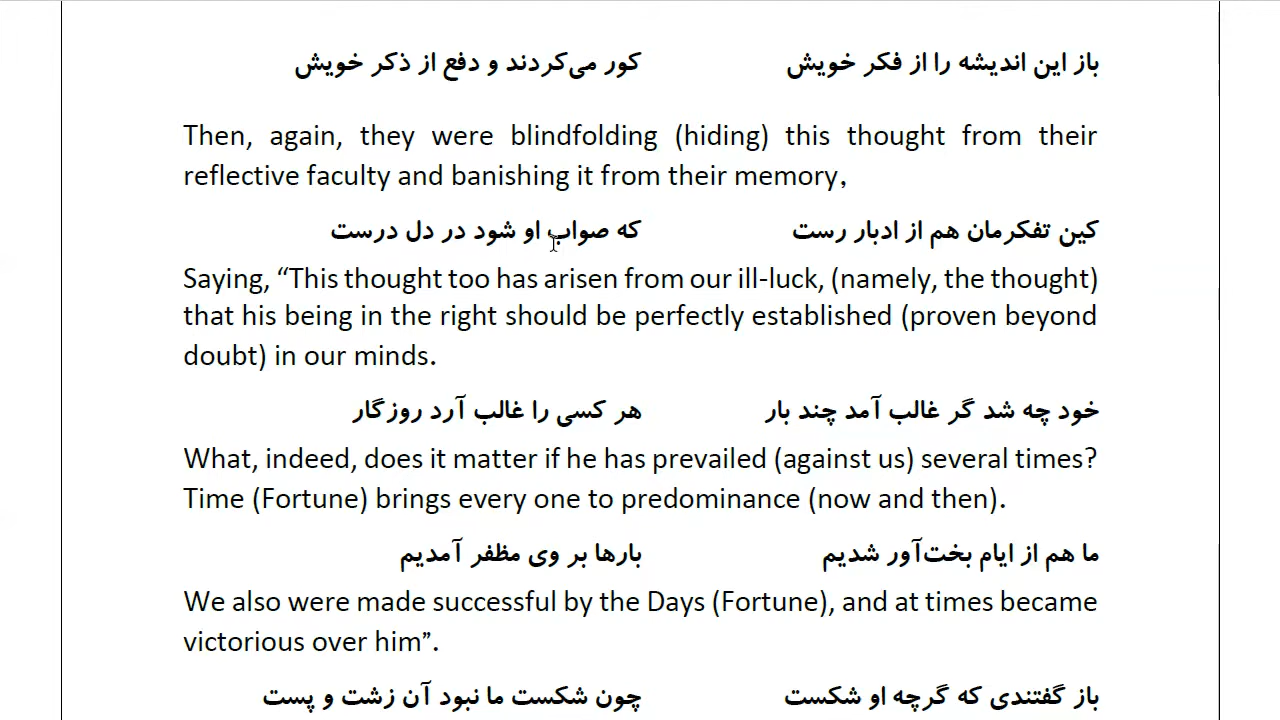 باز این اندیشه را از فکر خویش کور می‌کردند و دفع از ذکر خویش
Then, again, they were blindfolding (hiding) this thought from their
reflective faculty and banishing it from their memory,
کین تفکرمان هم از ادبار رست که صواب او شود در دل درست
Saying, “This thought too has arisen from our ill-luck, (namely, the thought)
that his being in the right should be perfectly established (proven beyond
doubt) in our minds.
خود چه شد گر غالب آمد چند بار هر کسی را غالب آرد روزگار
What, indeed, does it matter if he has prevailed (against us) several times?
Time (Fortune) brings every one to predominance (now and then).
ما هم از ایام بخت‌آور شدیم بارها بر وی مظفر آمدیم
We also were made successful by the Days (Fortune), and at times became
victorious over him”.
باز گفتندی که گرچه او شکست چون شکست ما نبود آن زشت و پست